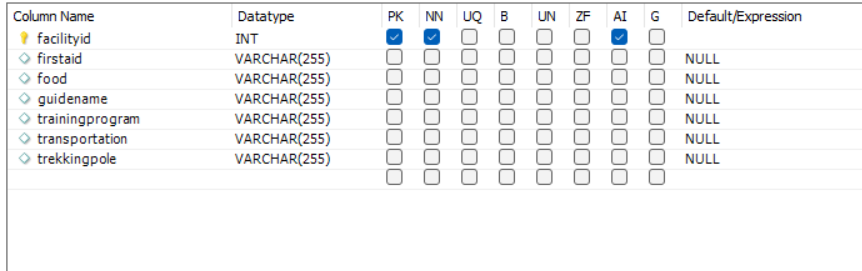 Column Name Datatype PK NN UQ B UN ZF AI G Default/Expression
facilityid INT
firstaid VARCHAR(255) NULL
food VARCHAR(255) NULL
guidename VARCHAR(255) NULL
trainingprogram VARCHAR(255) NULL
transportation VARCHAR(255) NULL
trekkingpole VARCHAR(255) NULL